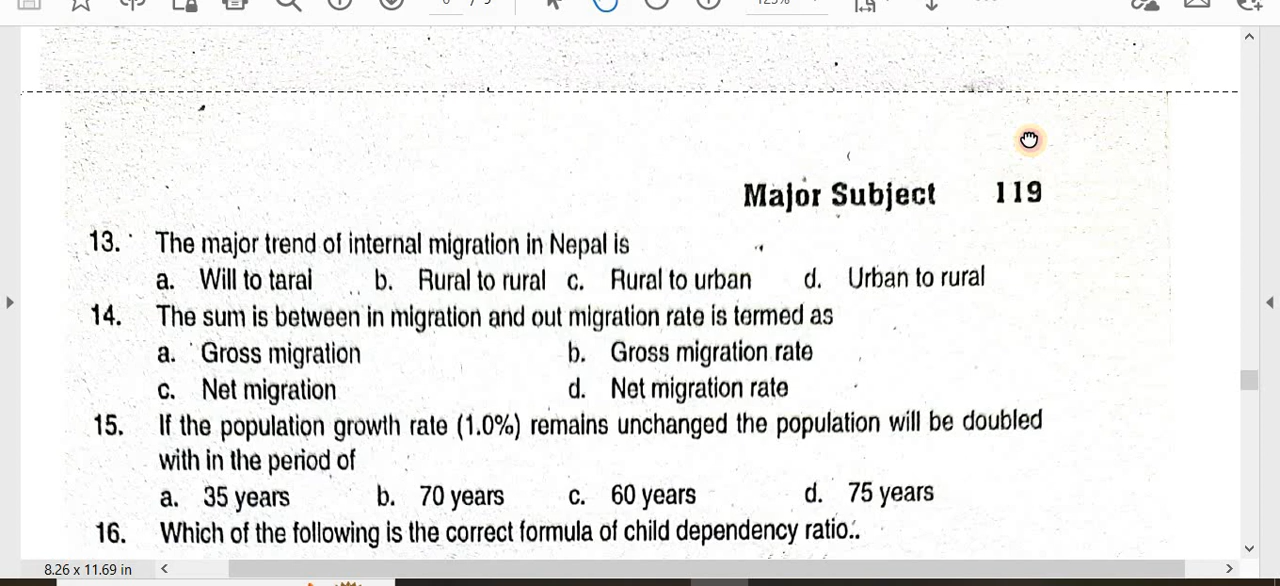 Major Subject 119
13. The major trend of internal migration in Nepal is
a. Will to taral b. Rural to rural c. Rural to urban d. Urban to rural
14. The sum is between in migration and out migration rate is termed as
a. Gross migration b. Gross migration rate
c. Net migration d. Net migration rate
15. If the population growth rate (1.0%) remains unchanged the population will be doubled
with in the period of
a. 35 years b. 70 years c. 60 years d. 75 years
16. Which of the following is the correct formula of child dependency ratio..
8.26 x 11.69 in